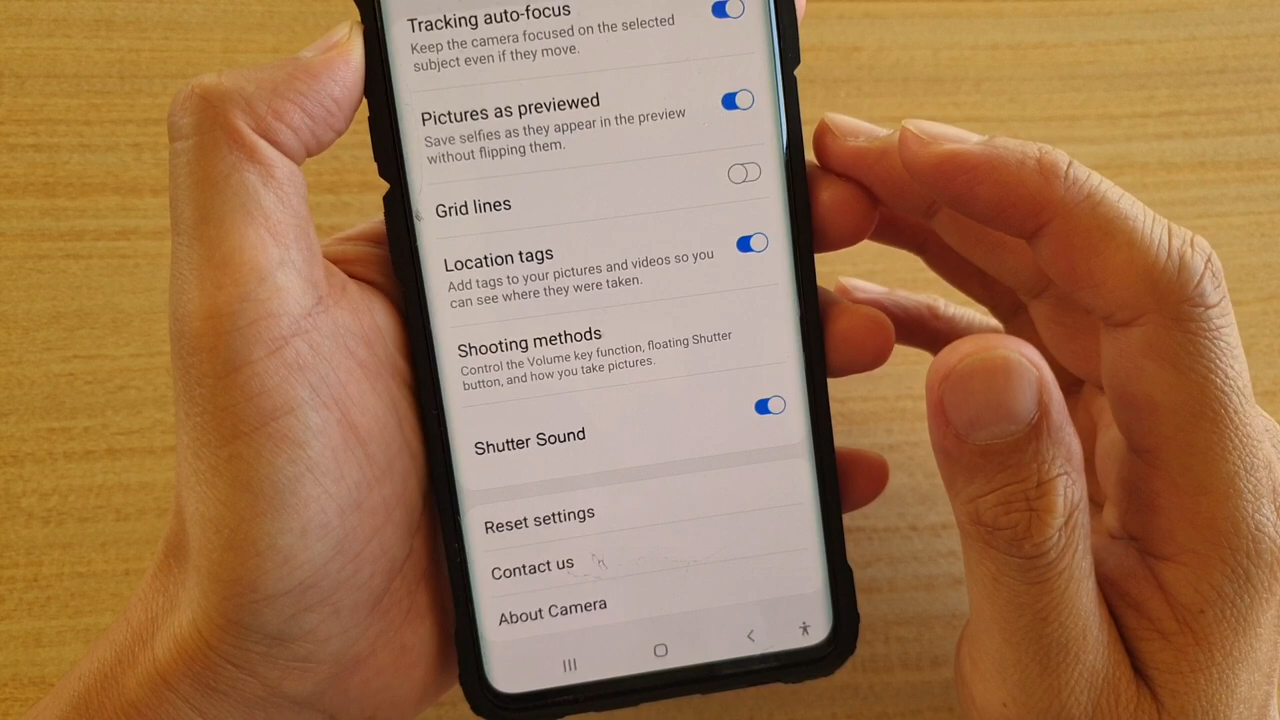 Tracking auto-focus
Keep the camera focused on the selected
subject even if they move.
Pictures as previewed
Save selfies as they appear in the preview
without flipping them.
Grid lines
Location tags
Add tags to your pictures and videos so you
can see where they were taken.
Shooting methods
Control the Volume key function, floating Shutter
button, and how you take pictures.
Shutter Sound
Reset settings
Contact us
About Camera